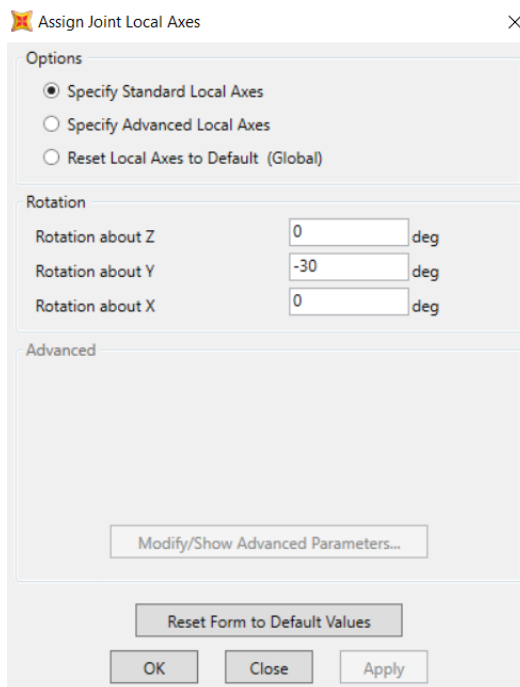 Assign Joint Local Axes
Options
Specify Standard Local Axes
Specify Advanced Local Axes
Reset Local Axes to Default (Global)
Rotation
Rotation about Z 0 deg
Rotation about Y -30 deg
Rotation about X 0 deg
Advanced
Modify/Show Advanced Parameters...
Reset Form to Default Values
OK Close Apply